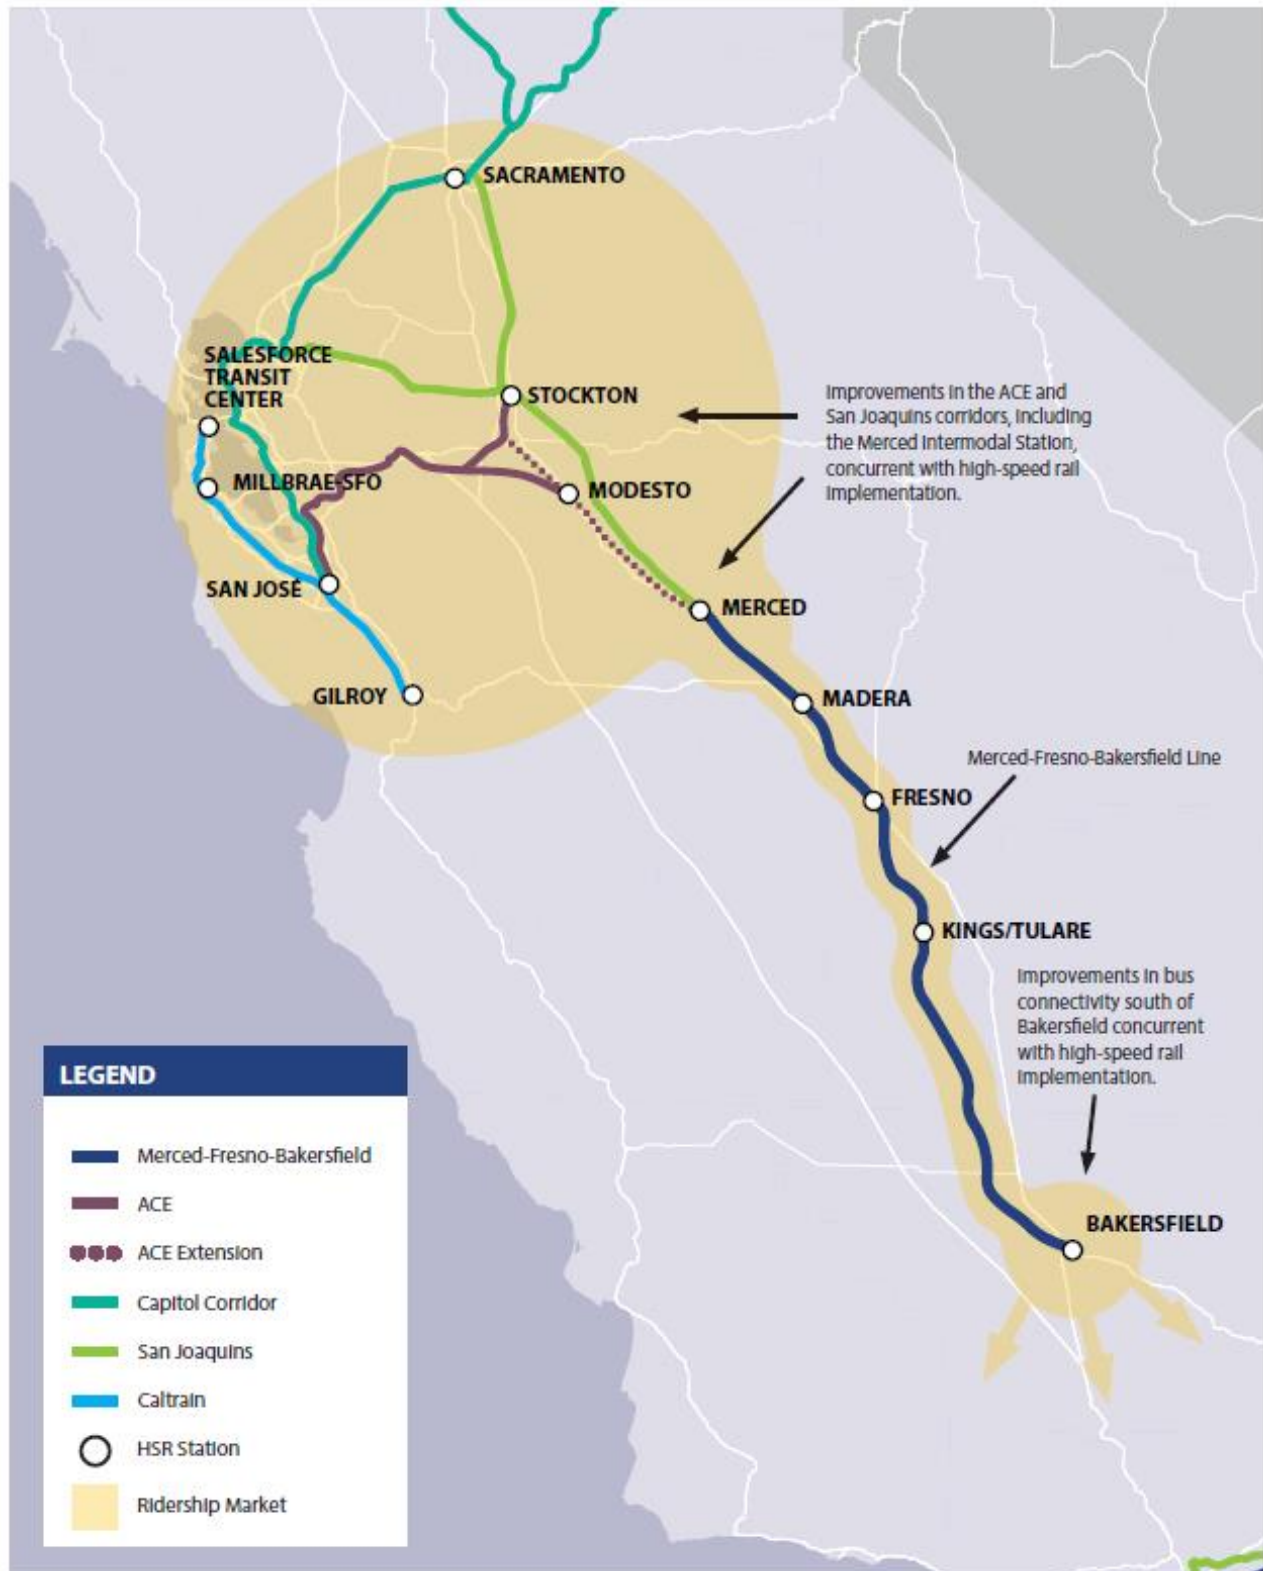 SACRAMENTO
SALESFORCE
TRANSIT
CENTER
STOCKTON
Improvements in the ACE and
San Joaquins corridors, including
the Merced Intermodal Station,
concurrent with high-speed rail
implementation.
MILLBRAE-SFO
MODESTO
SAN JOSÉ
MERCED
GILROY
MADERA
Merced-Fresno-Bakersfield Line
FRESNO
KINGS/TULARE
Improvements in bus
connectivity south of
Bakersfield concurrent
with high-speed rail
implementation.
BAKERSFIELD
LEGEND
Merced-Fresno-Bakersfield
ACE
ACE Extension
Capitol Corridor
San Joaquins
Caltrain
HSR Station
Ridership Market